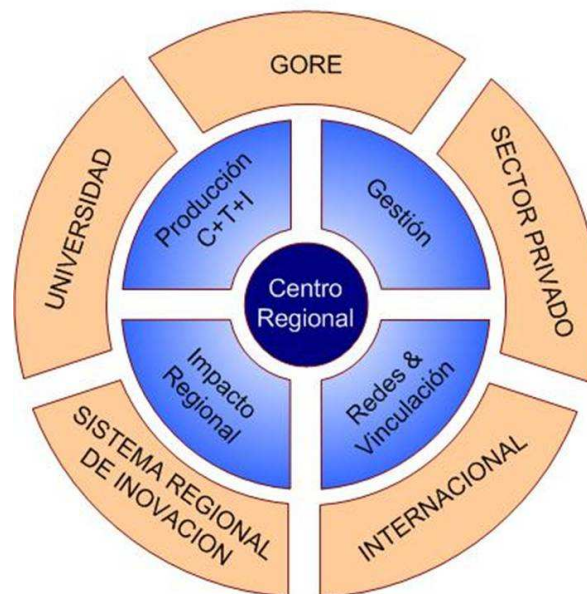 GORE
SECTOR PRIVADO
INTERNACIONAL
SISTEMA REGIONAL
DE INOVACION
UNIVERSIDAD
Producción
C+T+I
Gestión
Redes &
Vinculación
Impacto
Regional
Centro
Regional